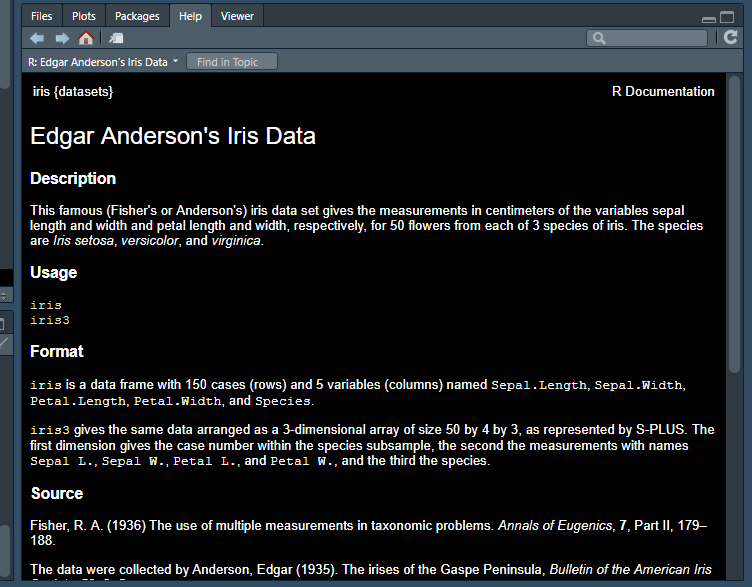 Files Plots Packages Help Viewer
R: Edgar Anderson's Iris Data Find in Topic
iris {datasets} R Documentation
Edgar Anderson's Iris Data
Description
This famous (Fisher's or Anderson's) iris data set gives the measurements in centimeters of the variables sepal
length and width and petal length and width, respectively, for 50 flowers from each of 3 species of iris. The species
are Iris setosa, versicolor, and virginica.
Usage
iris
iris3
Format
iris is a data frame with 150 cases (rows) and 5 variables (columns) named Sepal.Length, Sepal.Width,
Petal.Length, Petal.Width, and Species.
iris3 gives the same data arranged as a 3-dimensional array of size 50 by 4 by 3, as represented by S-PLUS. The
first dimension gives the case number within the species subsample, the second the measurements with names
Sepal L., Sepal W., Petal L., and Petal W., and the third the species.
Source
Fisher, R. A. (1936) The use of multiple measurements in taxonomic problems. Annals of Eugenics, 7, Part II, 179–
188.
The data were collected by Anderson, Edgar (1935). The irises of the Gaspe Peninsula, Bulletin of the American Iris